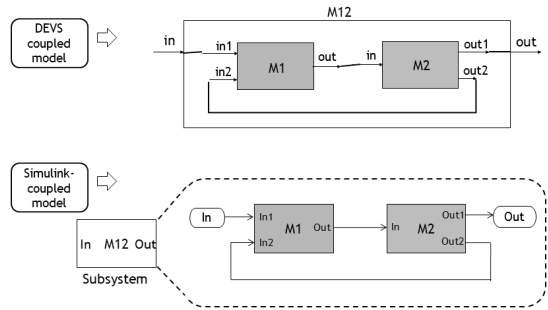 M12
DEVS
coupled
model
in
in1
in2
M1
out
in
M2
out1
out2
out
Simulink-
coupled
model
In M12 Out
Subsystem
In
In1
In2
M1
Out
In
M2
Out1
Out2
Out